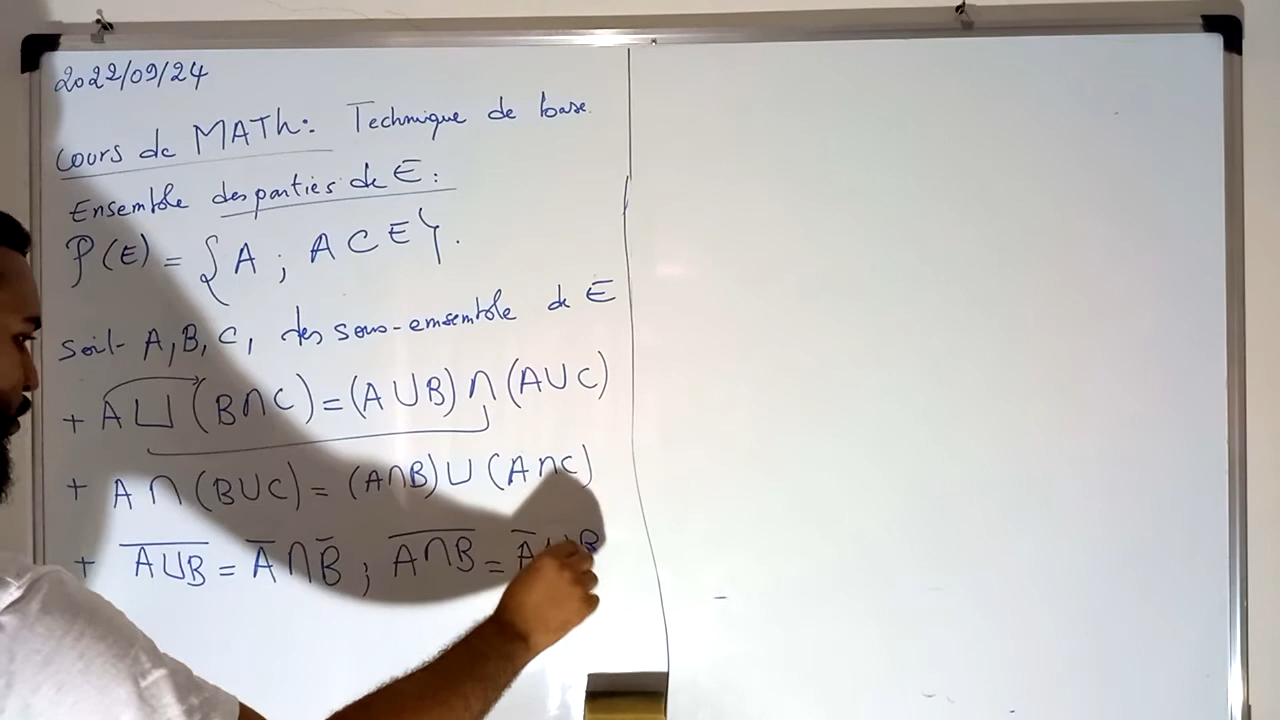 2022/09/24
Cours de MATH: Technique de base.
Ensemble des parties de E:
P(E) = { A ; A ⊂ E }.
Soit A, B, C, des sous-ensemble de E
+ A ∪ (B ∩ C) = (A ∪ B) ∩ (A ∪ C)
+ A ∩ (B ∪ C) = (A ∩ B) ∪ (A ∩ C)
+ A̅ ̅∪̅ ̅B̅ = A̅ ∩ B̅ ; A̅ ̅∩̅ ̅B̅ = A̅ ∪ B